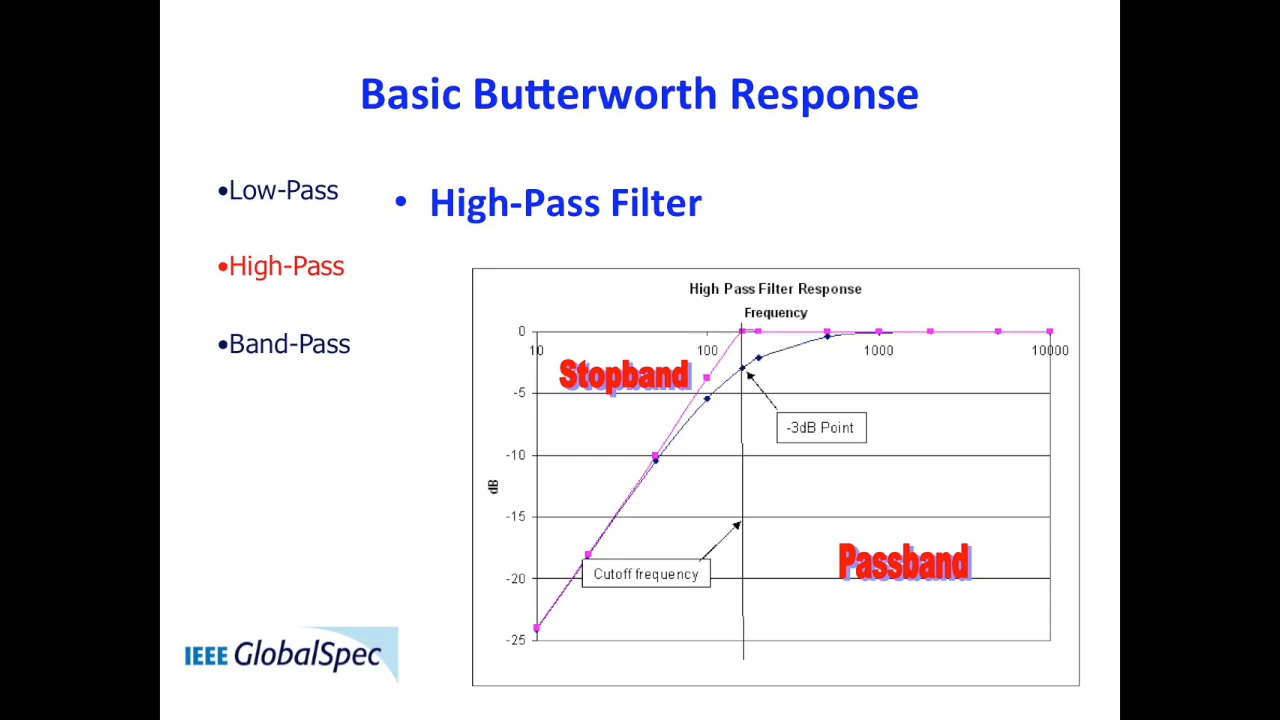 Basic Butterworth Response
•Low-Pass
•High-Pass
•Band-Pass
• High-Pass Filter
High Pass Filter Response
Frequency
0
10
100
1000
10000
Stopband
-5
-3dB Point
-10
dB
-15
Passband
Cutoff frequency
-20
-25
IEEE GlobalSpec